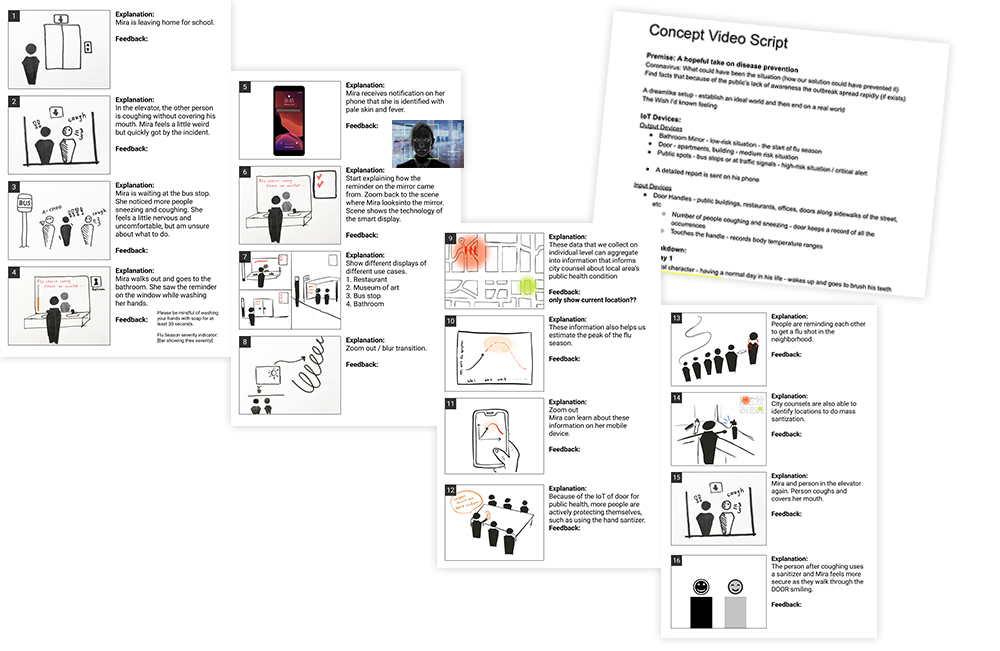 1
Explanation:
Mira is leaving home for school.
Feedback:
2
Explanation:
In the elevator, the other person
is coughing without covering his
mouth. Mira feels a little weird
but quickly got by the incident.
Feedback:
cough
3
Explanation:
Mira is waiting at the bus stop.
She noticed more people
sneezing and coughing. She
feels a little nervous and
uncomfortable, but am unsure
about what to do.
Feedback:
BUS
A-CHOO
cough
4
Explanation:
Mira walks out and goes to the
bathroom. She saw the reminder
on the window while washing
her hands.
Feedback:
Please be mindful of washing
your hands with soap for at
least 30 seconds.
Flu Season severity indicator:
[Bar showing thee severity]
5
Explanation:
Mira receives notification on her
phone that she is identified with
pale skin and fever.
Feedback:
6
Explanation:
Start explaining how the
reminder on the mirror came
from. Zoom back to the scene
where Mira looksinto the mirror.
Scene shows the technology of
the smart display.
Feedback:
7
Explanation:
Show different displays of
different use cases.
1. Restaurant
2. Museum of art
3. Bus stop
4. Bathroom
Feedback:
8
Explanation:
Zoom out / blur transition.
Feedback:
9
Explanation:
These data that we collect on
individual level can aggregate
into information that informs
city counsel about local area's
public health condition
Feedback:
only show current location??
10
Explanation:
These information also helps us
estimate the peak of the flu
season.
Feedback:
11
Explanation:
Zoom out
Mira can learn about these
information on her mobile
device.
Feedback:
12
Explanation:
Because of the IoT of door for
public health, more people are
actively protecting themselves,
such as using the hand sanitizer.
Feedback:
Concept Video Script
Premise: A hopeful take on disease prevention
Coronavirus: What could have been the situation (how our solution could have prevented it)
Find facts that because of the public's lack of awareness the outbreak spread rapidly (if exists)
A dreamlike setup - establish an ideal world and then end on a real world
The Wish I'd known feeling
IoT Devices:
Output Devices
Bathroom Mirror - low-risk situation - the start of flu season
Door - apartments, building - medium risk situation
Public spots - bus stops or at traffic signals - high-risk situation / critical alert
A detailed report is sent on his phone
Input Devices
Door Handles - public buildings, restaurants, offices, doors along sidewalks of the street,
etc
Number of people coughing and sneezing - door keeps a record of all the
occurrences
Touches the handle - records body temperature ranges
kdown:
y 1
al character - having a normal day in his life - wakes up and goes to brush his teeth
13
Explanation:
People are reminding each other
to get a flu shot in the
neighborhood.
Feedback:
14
Explanation:
City counsels are also able to
identify locations to do mass
santization.
Feedback:
15
Explanation:
Mira and person in the elevator
again. Person coughs and
covers her mouth.
Feedback:
cough
16
Explanation:
The person after coughing uses
a sanitizer and Mira feels more
secure as they walk through the
DOOR smiling.
Feedback: